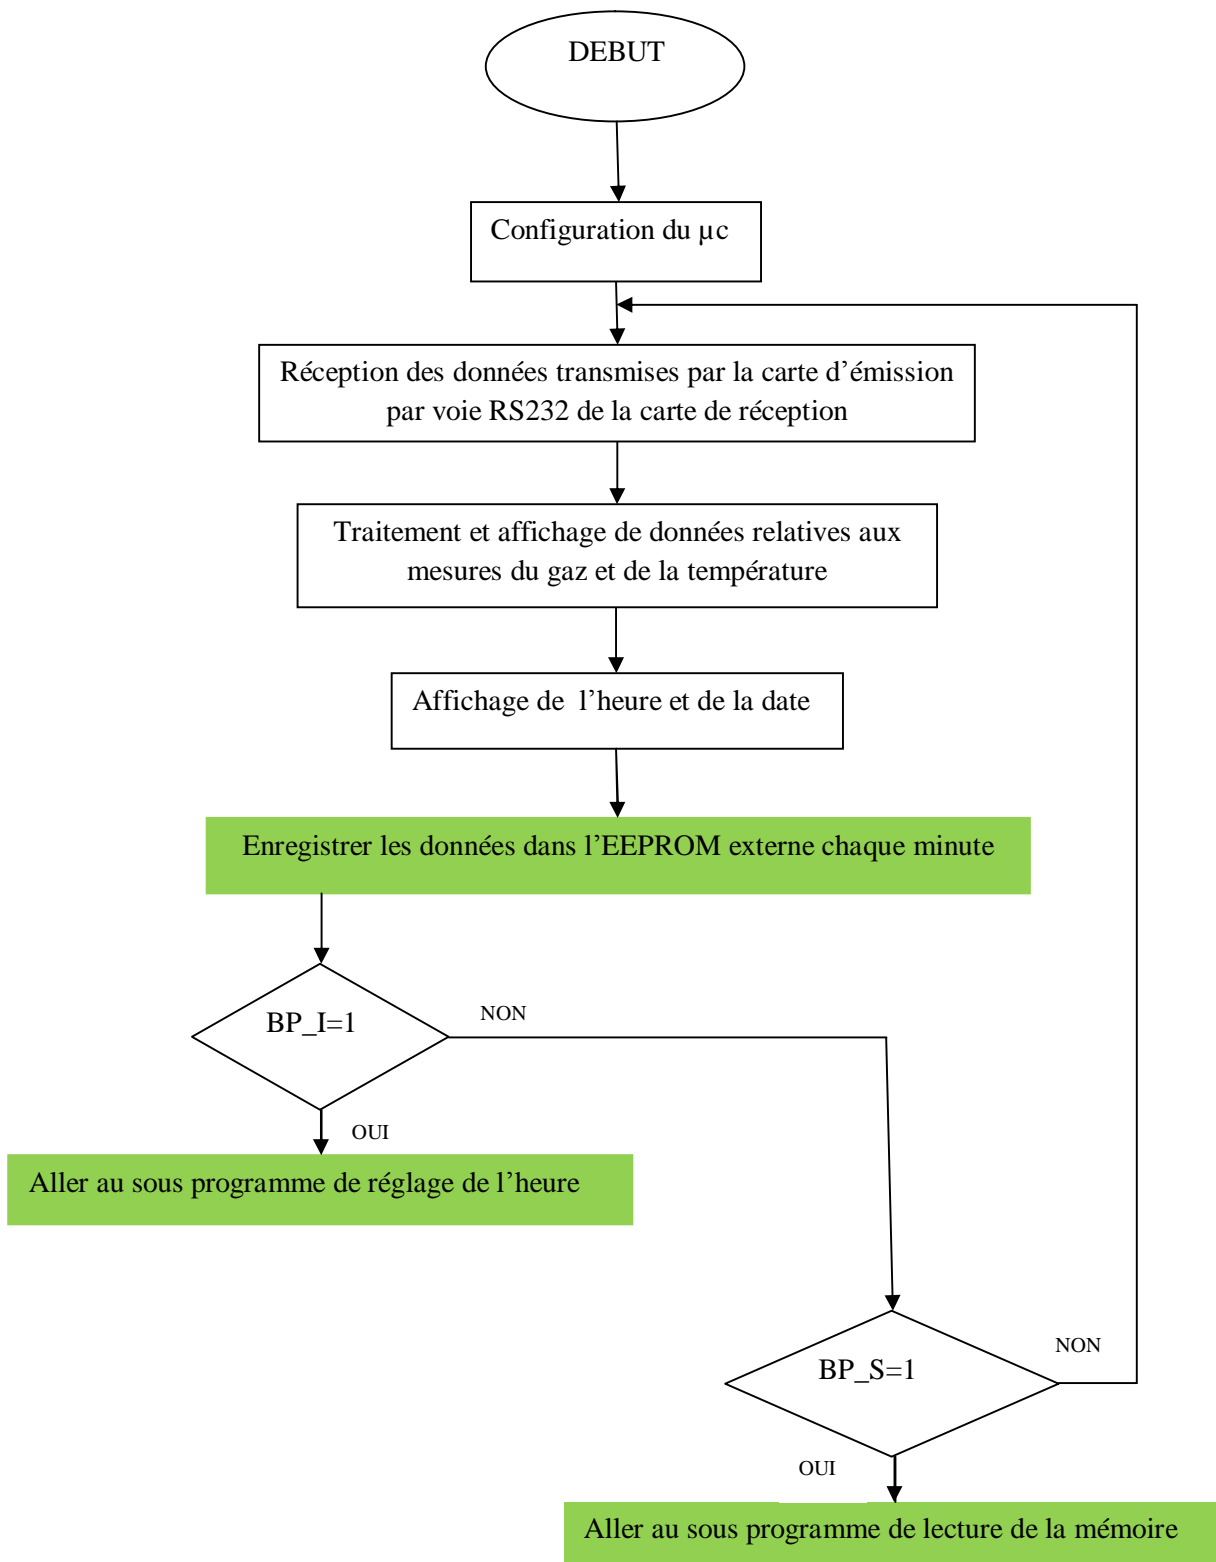 DEBUT
Configuration du µc
Réception des données transmises par la carte d’émission
par voie RS232 de la carte de réception
Traitement et affichage de données relatives aux
mesures du gaz et de la température
Affichage de l’heure et de la date
Enregistrer les données dans l’EEPROM externe chaque minute
BP_I=1
NON
OUI
Aller au sous programme de réglage de l’heure
BP_S=1
NON
OUI
Aller au sous programme de lecture de la mémoire